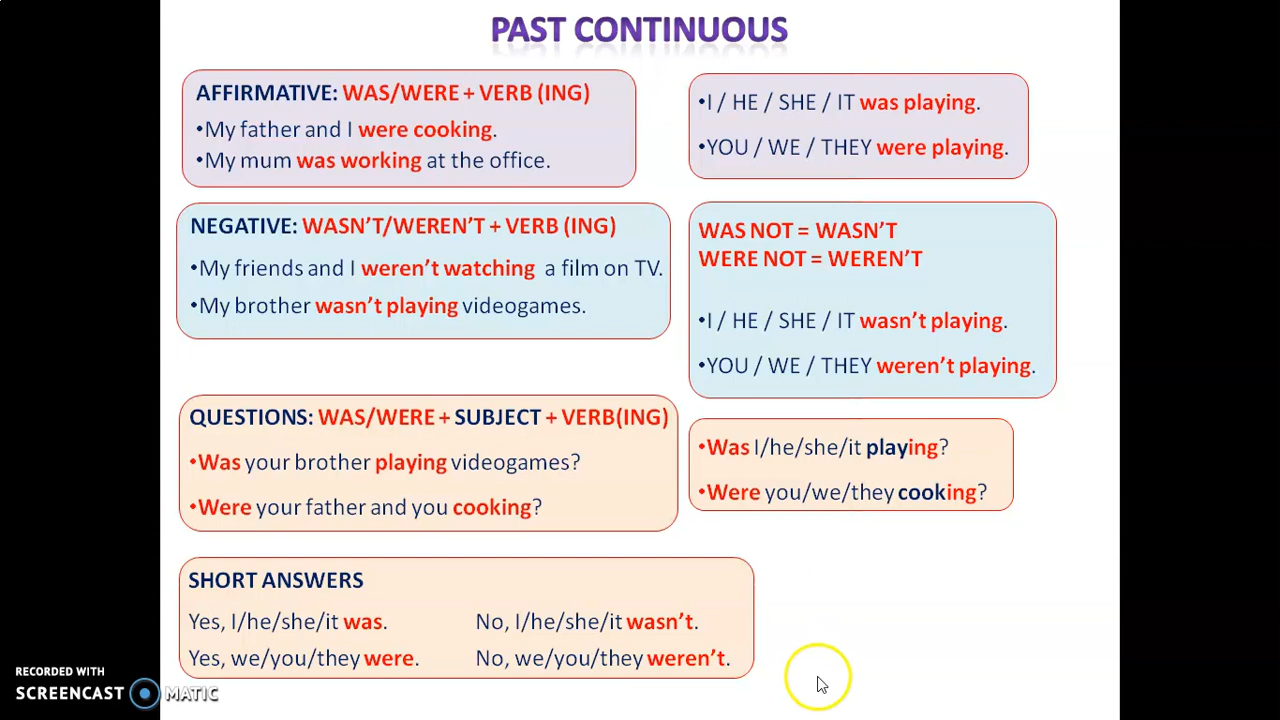 PAST CONTINUOUS
AFFIRMATIVE: WAS/WERE + VERB (ING)
•My father and I were cooking.
•My mum was working at the office.
•I / HE / SHE / IT was playing.
•YOU / WE / THEY were playing.
NEGATIVE: WASN'T/WEREN'T + VERB (ING)
•My friends and I weren't watching a film on TV.
•My brother wasn't playing videogames.
WAS NOT = WASN'T
WERE NOT = WEREN'T
•I / HE / SHE / IT wasn't playing.
•YOU / WE / THEY weren't playing.
QUESTIONS: WAS/WERE + SUBJECT + VERB(ING)
•Was your brother playing videogames?
•Were your father and you cooking?
•Was I/he/she/it playing?
•Were you/we/they cooking?
SHORT ANSWERS
Yes, I/he/she/it was. No, I/he/she/it wasn't.
Yes, we/you/they were. No, we/you/they weren't.
RECORDED WITH
SCREENCAST MATIC